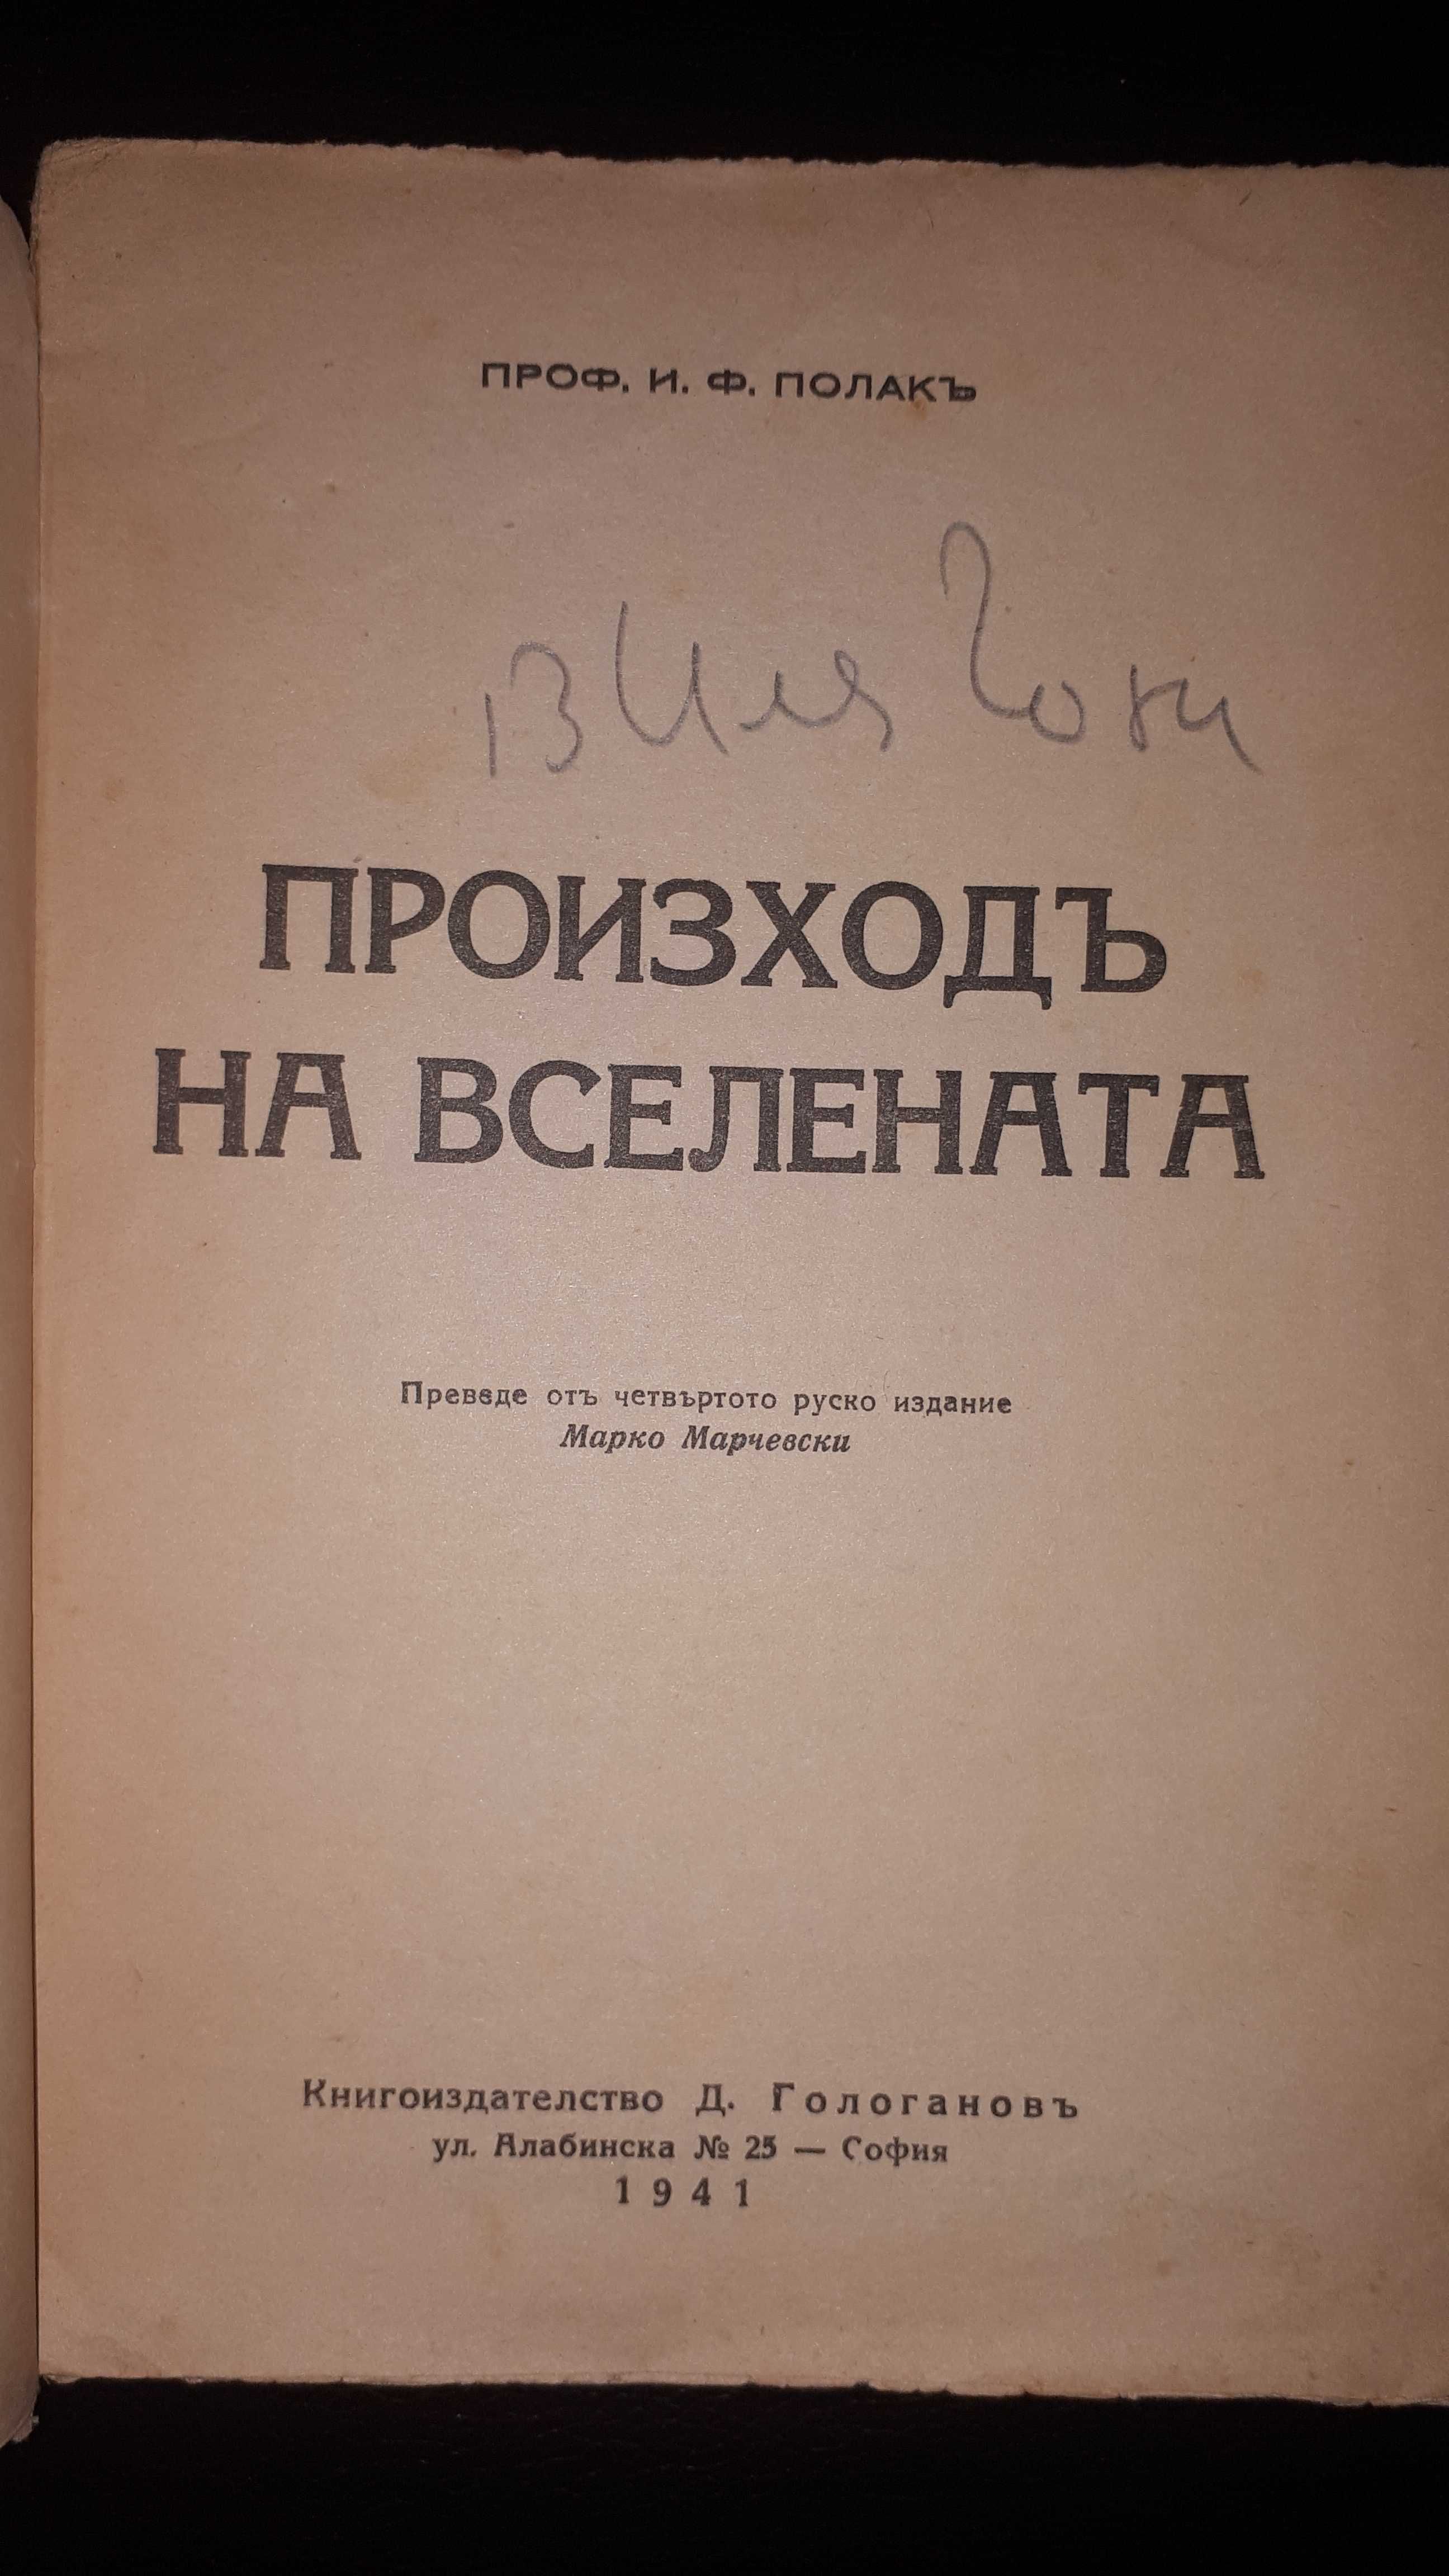 ПРОФ. И. Ф. ПОЛАКЪ
ПРОИЗХОДЪ
НА ВСЕЛЕНАТА
Преведе отъ четвъртото руско издание
Марко Марчевски
Книгоиздателство Д. Гологановъ
ул. Алабинска № 25 — София
1941